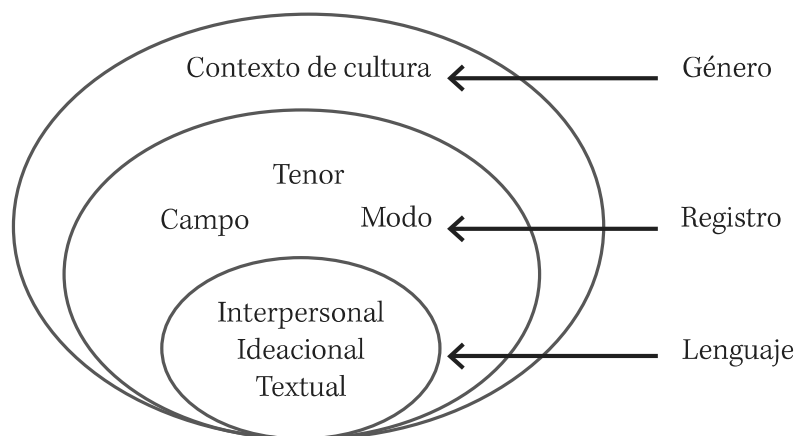 Contexto de cultura
Género
Tenor
Campo
Modo
Registro
Interpersonal
Ideacional
Textual
Lenguaje